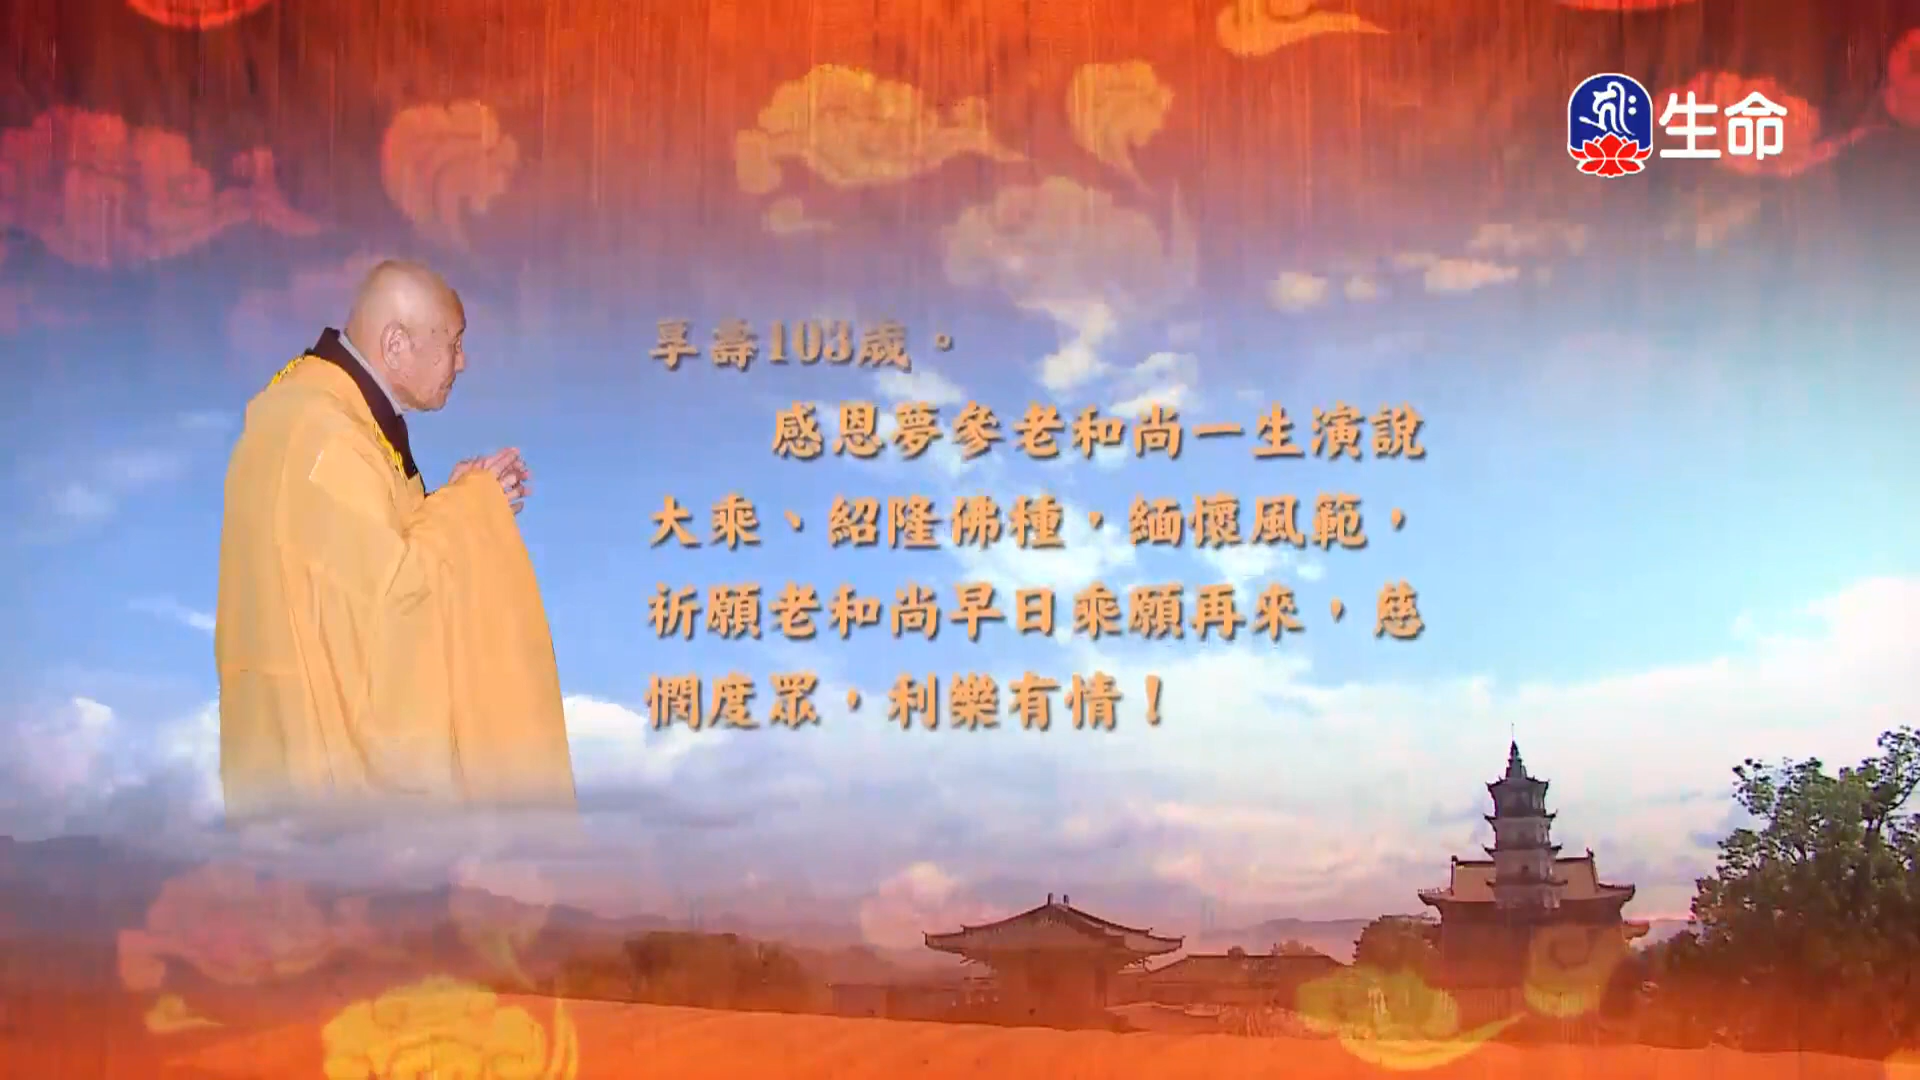 生命
享壽103歲。
感恩夢參老和尚一生演說
大乘、紹隆佛種，緬懷風範，
祈願老和尚早日乘願再來，慈
憫度眾，利樂有情！